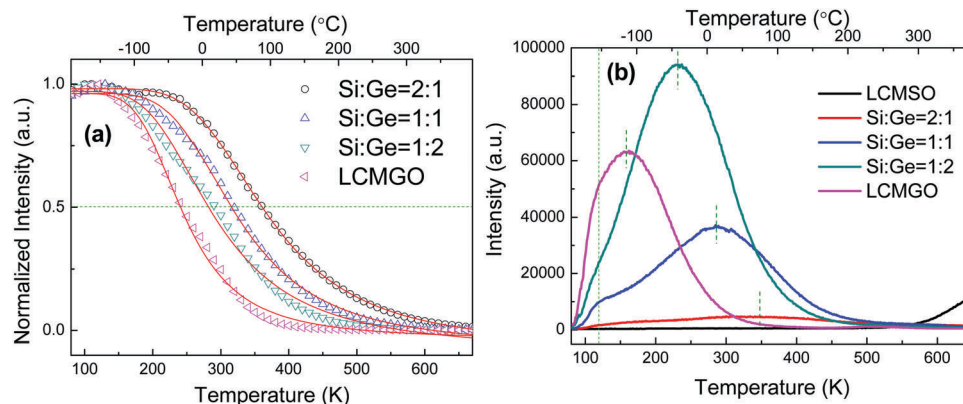 Temperature (°C)
-100 0 100 200 300
1.0
0.5
0.0
Normalized Intensity (a.u.)
(a)
Si:Ge=2:1
Si:Ge=1:1
Si:Ge=1:2
LCMGO
100 200 300 400 500 600
Temperature (K)
Temperature (°C)
-100 0 100 200 300
100000
80000
60000
40000
20000
0
Intensity (a.u.)
(b)
LCMSO
Si:Ge=2:1
Si:Ge=1:1
Si:Ge=1:2
LCMGO
100 200 300 400 500 600
Temperature (K)